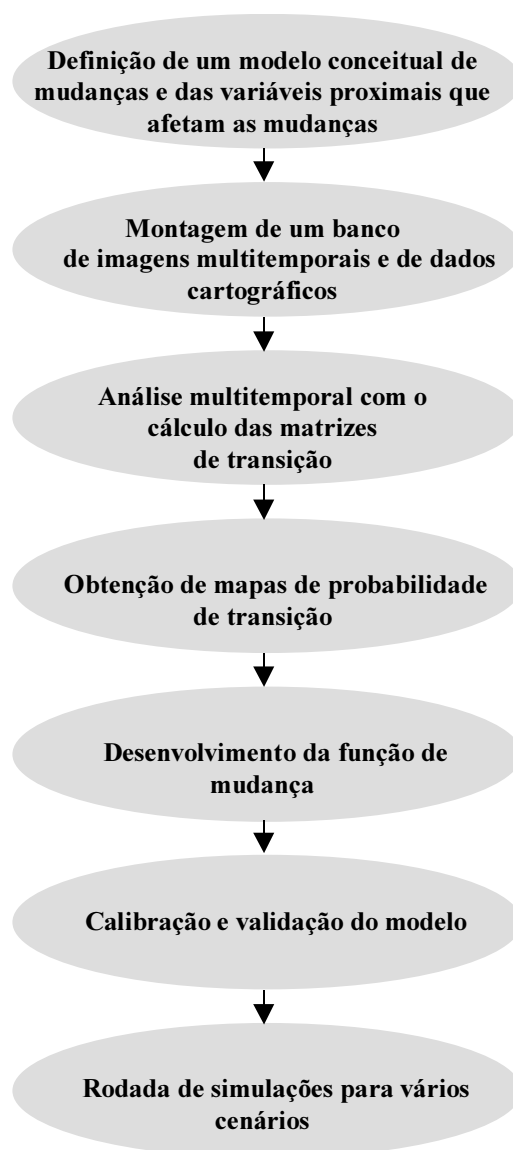 Definição de um modelo conceitual de
mudanças e das variáveis proximais que
afetam as mudanças
Montagem de um banco
de imagens multitemporais e de dados
cartográficos
Análise multitemporal com o
cálculo das matrizes
de transição
Obtenção de mapas de probabilidade
de transição
Desenvolvimento da função de
mudança
Calibração e validação do modelo
Rodada de simulações para vários
cenários